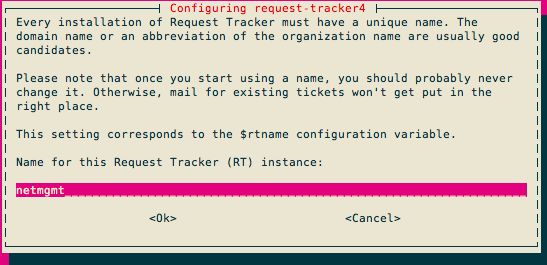 Configuring request-tracker4
Every installation of Request Tracker must have a unique name. The
domain name or an abbreviation of the organization name are usually good
candidates.
Please note that once you start using a name, you should probably never
change it. Otherwise, mail for existing tickets won't get put in the
right place.
This setting corresponds to the $rtname configuration variable.
Name for this Request Tracker (RT) instance:
netmgmt
<Ok> <Cancel>